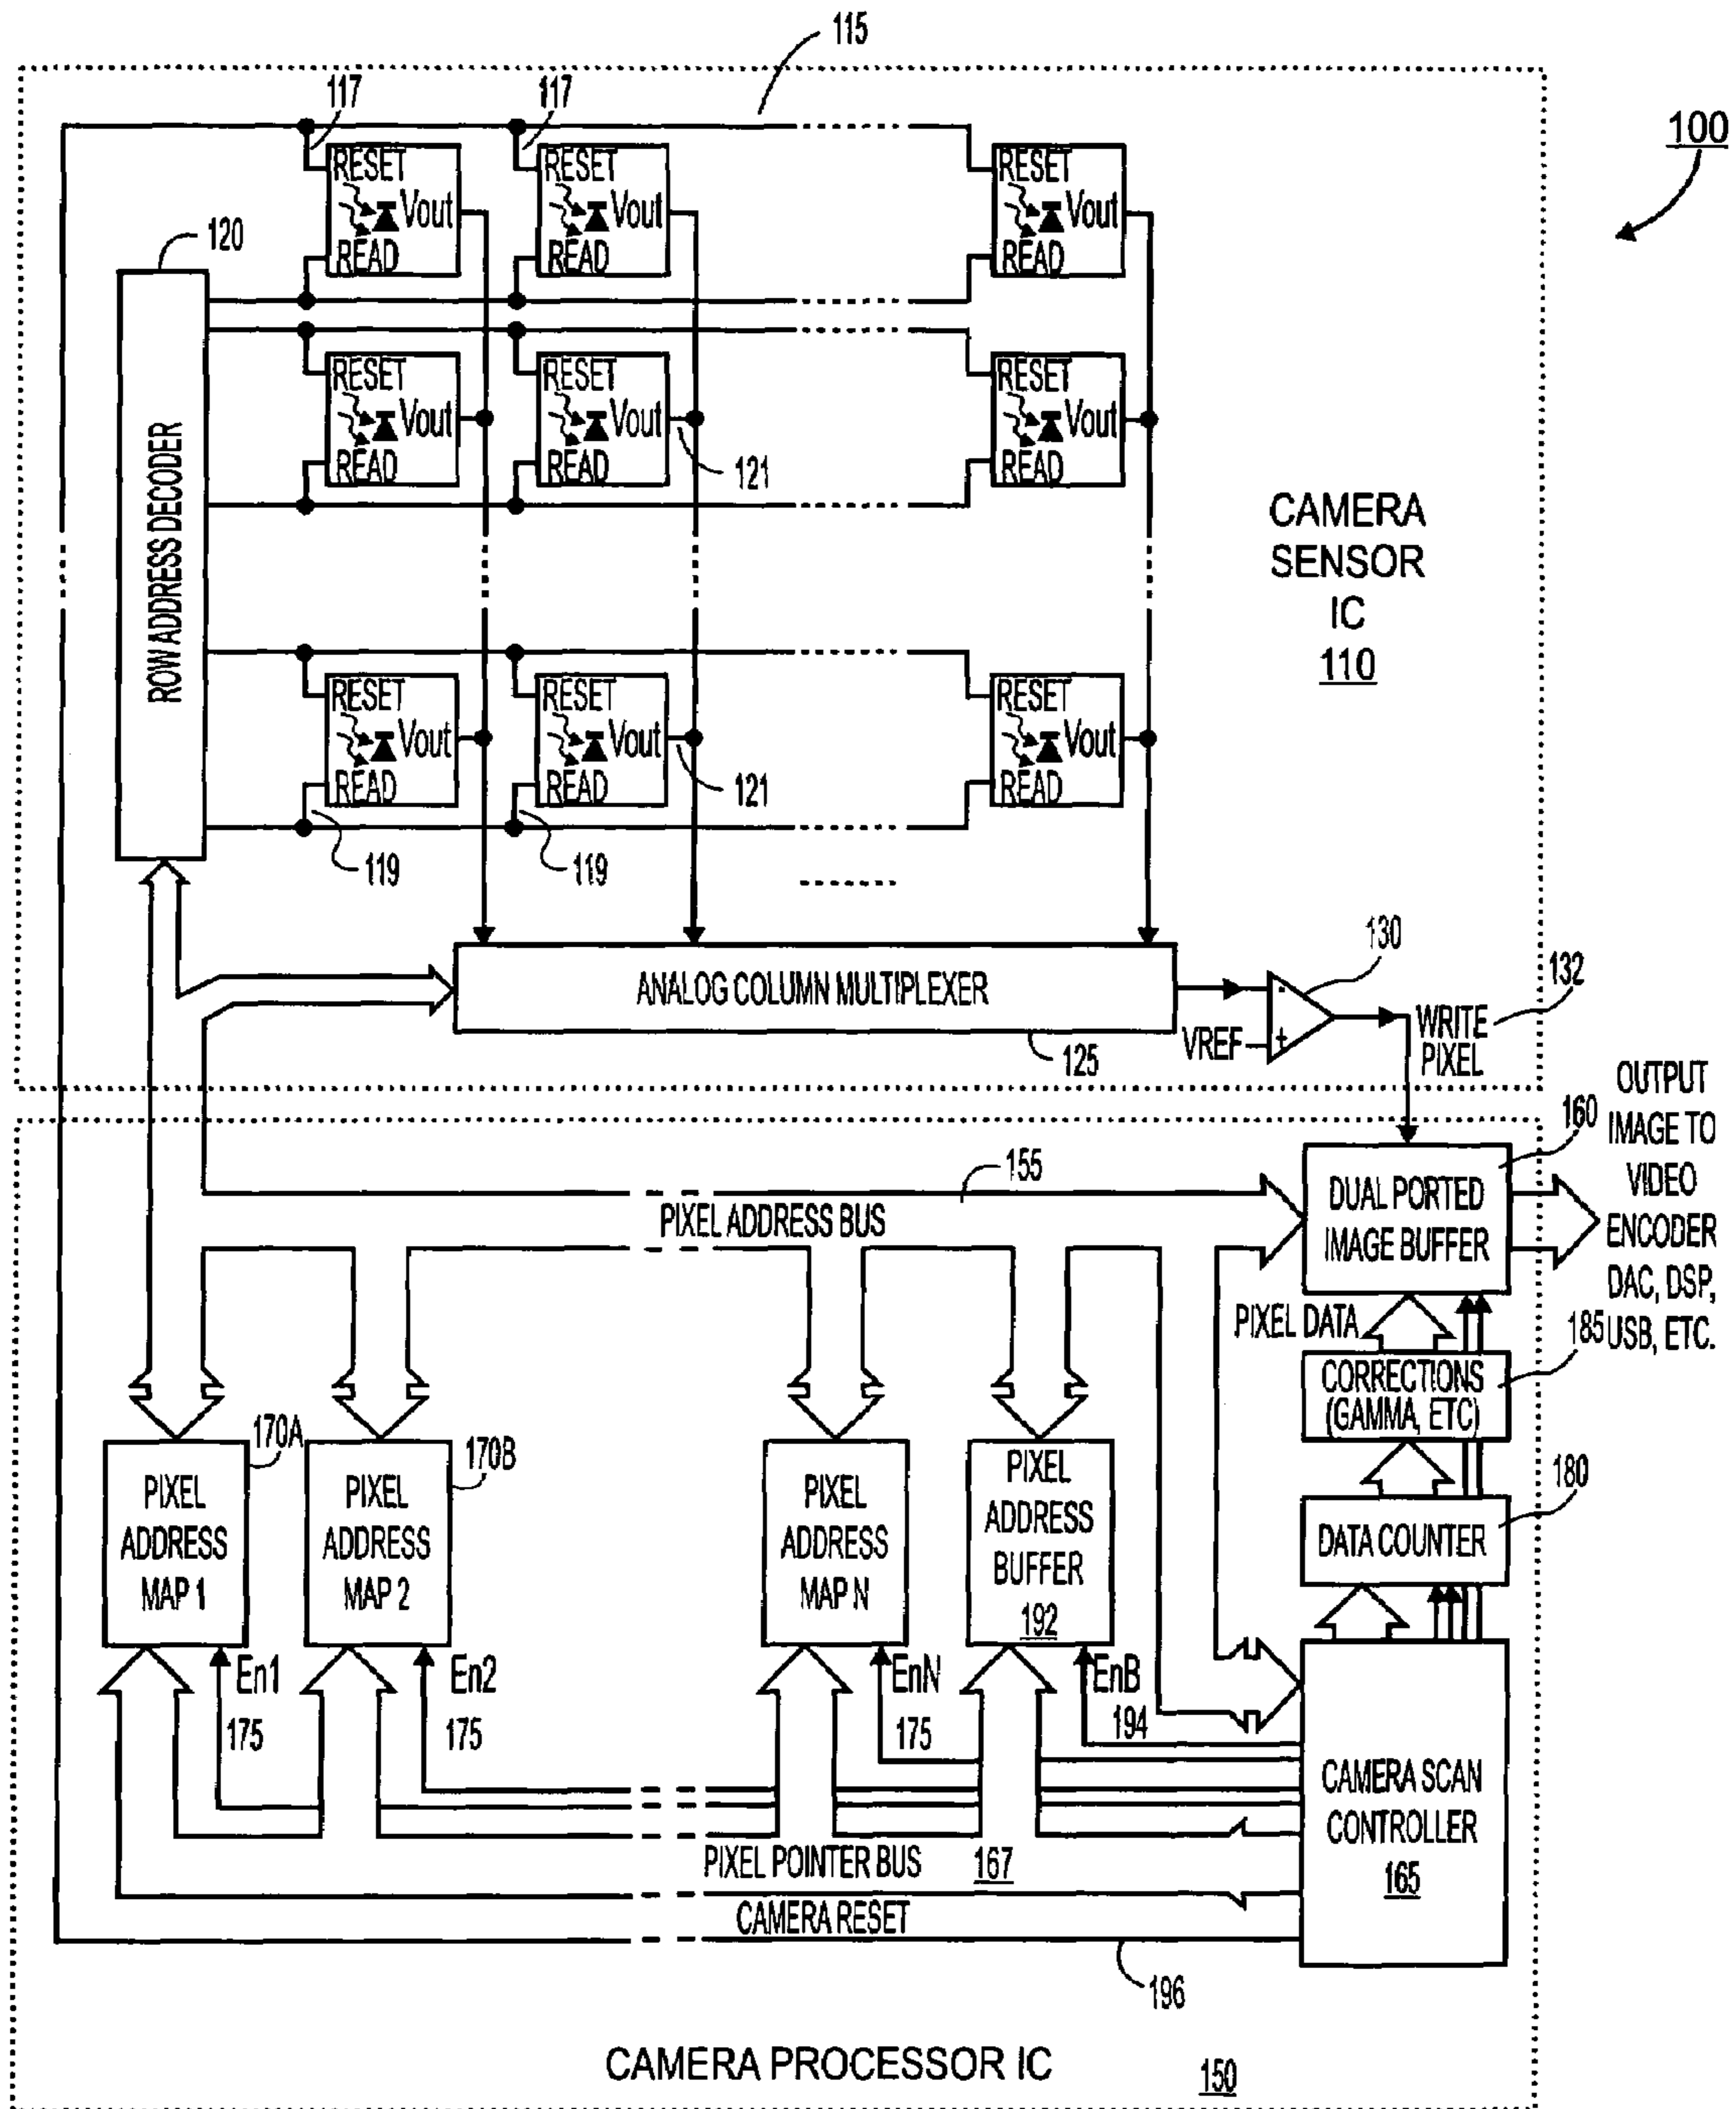 115
100
117
117
RESET
Vout
READ
RESET
Vout
READ
RESET
Vout
READ
120
ROW ADDRESS DECODER
RESET
Vout
READ
RESET
Vout
READ
RESET
Vout
READ
121
CAMERA
SENSOR
IC
110
RESET
Vout
READ
RESET
Vout
READ
RESET
Vout
READ
121
119
119
ANALOG COLUMN MULTIPLEXER
125
130
-
+
VREF
WRITE
PIXEL
132
OUTPUT
IMAGE TO
VIDEO
ENCODER
DAC, DSP,
USB, ETC.
160
DUAL PORTED
IMAGE BUFFER
155
PIXEL ADDRESS BUS
PIXEL DATA
185
CORRECTIONS
(GAMMA, ETC)
180
DATA COUNTER
170A
PIXEL
ADDRESS
MAP 1
170B
PIXEL
ADDRESS
MAP 2
PIXEL
ADDRESS
MAP N
PIXEL
ADDRESS
BUFFER
192
En1
175
En2
175
EnN
175
EnB
194
CAMERA SCAN
CONTROLLER
165
PIXEL POINTER BUS
167
CAMERA RESET
196
CAMERA PROCESSOR IC
150